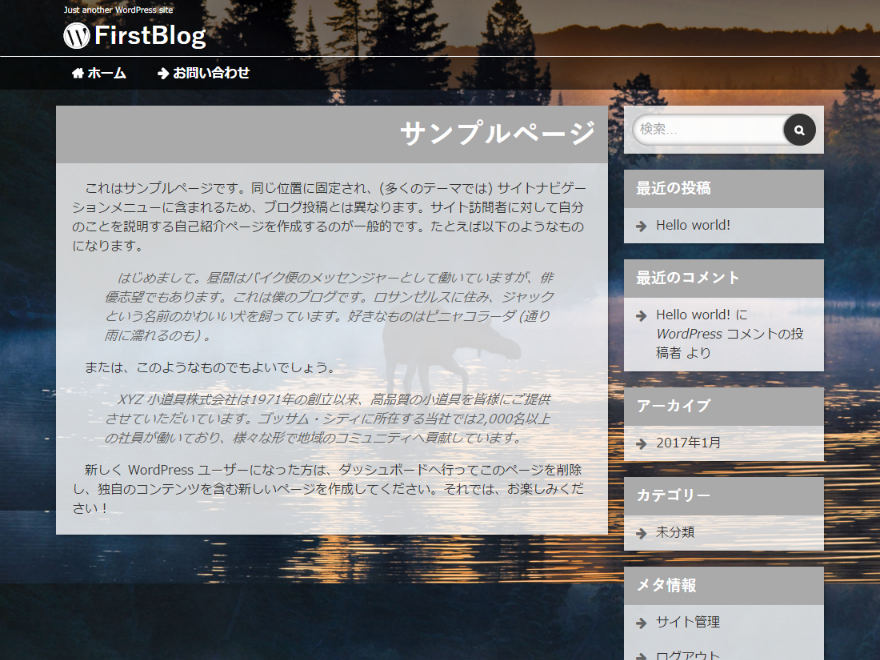 Just another WordPress site
FirstBlog
ホーム
お問い合わせ
サンプルページ
これはサンプルページです。同じ位置に固定され、(多くのテーマでは) サイトナビゲー
ションメニューに含まれるため、ブログ投稿とは異なります。サイト訪問者に対して自分
のことを説明する自己紹介ページを作成するのが一般的です。たとえば以下のようなもの
になります。
はじめまして。昼間はバイク便のメッセンジャーとして働いていますが、俳
優志望でもあります。これは僕のブログです。ロサンゼルスに住み、ジャック
という名前のかわいい犬を飼っています。好きなものはピニャコラーダ (通り
雨に濡れるのも) 。
または、このようなものでもよいでしょう。
XYZ 小道具株式会社は1971年の創立以来、高品質の小道具を皆様にご提供
させていただいています。ゴッサム・シティに所在する当社では2,000名以上
の社員が働いており、様々な形で地域のコミュニティへ貢献しています。
新しく WordPress ユーザーになった方は、ダッシュボードへ行ってこのページを削除
し、独自のコンテンツを含む新しいページを作成してください。それでは、お楽しみくだ
さい !
検索...
最近の投稿
Hello world!
最近のコメント
Hello world! に
WordPress コメントの投
稿者 より
アーカイブ
2017年1月
カテゴリー
未分類
メタ情報
サイト管理
ログアウト